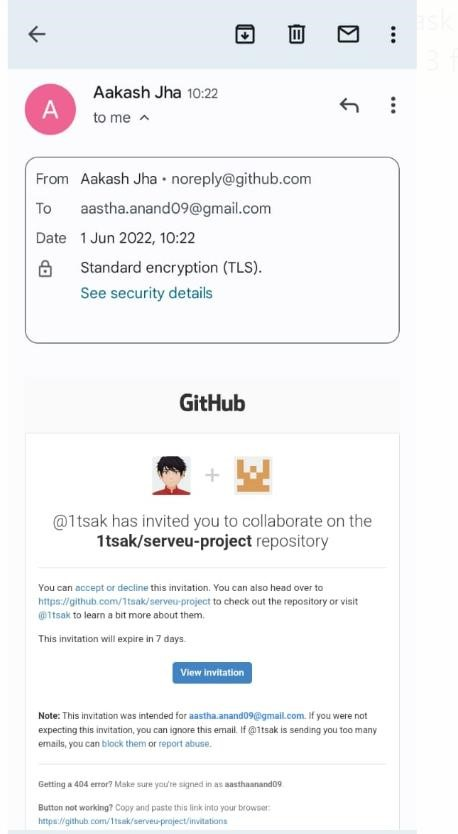 ask
3 f
Aakash Jha 10:22
A
to me
From Aakash Jha • noreply@github.com
To aastha.anand09@gmail.com
Date 1 Jun 2022, 10:22
Standard encryption (TLS).
See security details
GitHub
+
@1tsak has invited you to collaborate on the
1tsak/serveu-project repository
You can accept or decline this invitation. You can also head over to
https://github.com/1tsak/serveu-project to check out the repository or visit
@1tsak to learn a bit more about them.
This invitation will expire in 7 days.
View invitation
Note: This invitation was intended for aastha.anand09@gmail.com. If you were not
expecting this invitation, you can ignore this email. If @1tsak is sending you too many
emails, you can block them or report abuse.
Getting a 404 error? Make sure you're signed in as aasthaanand09.
Button not working? Copy and paste this link into your browser:
https://github.com/1tsak/serveu-project/invitations